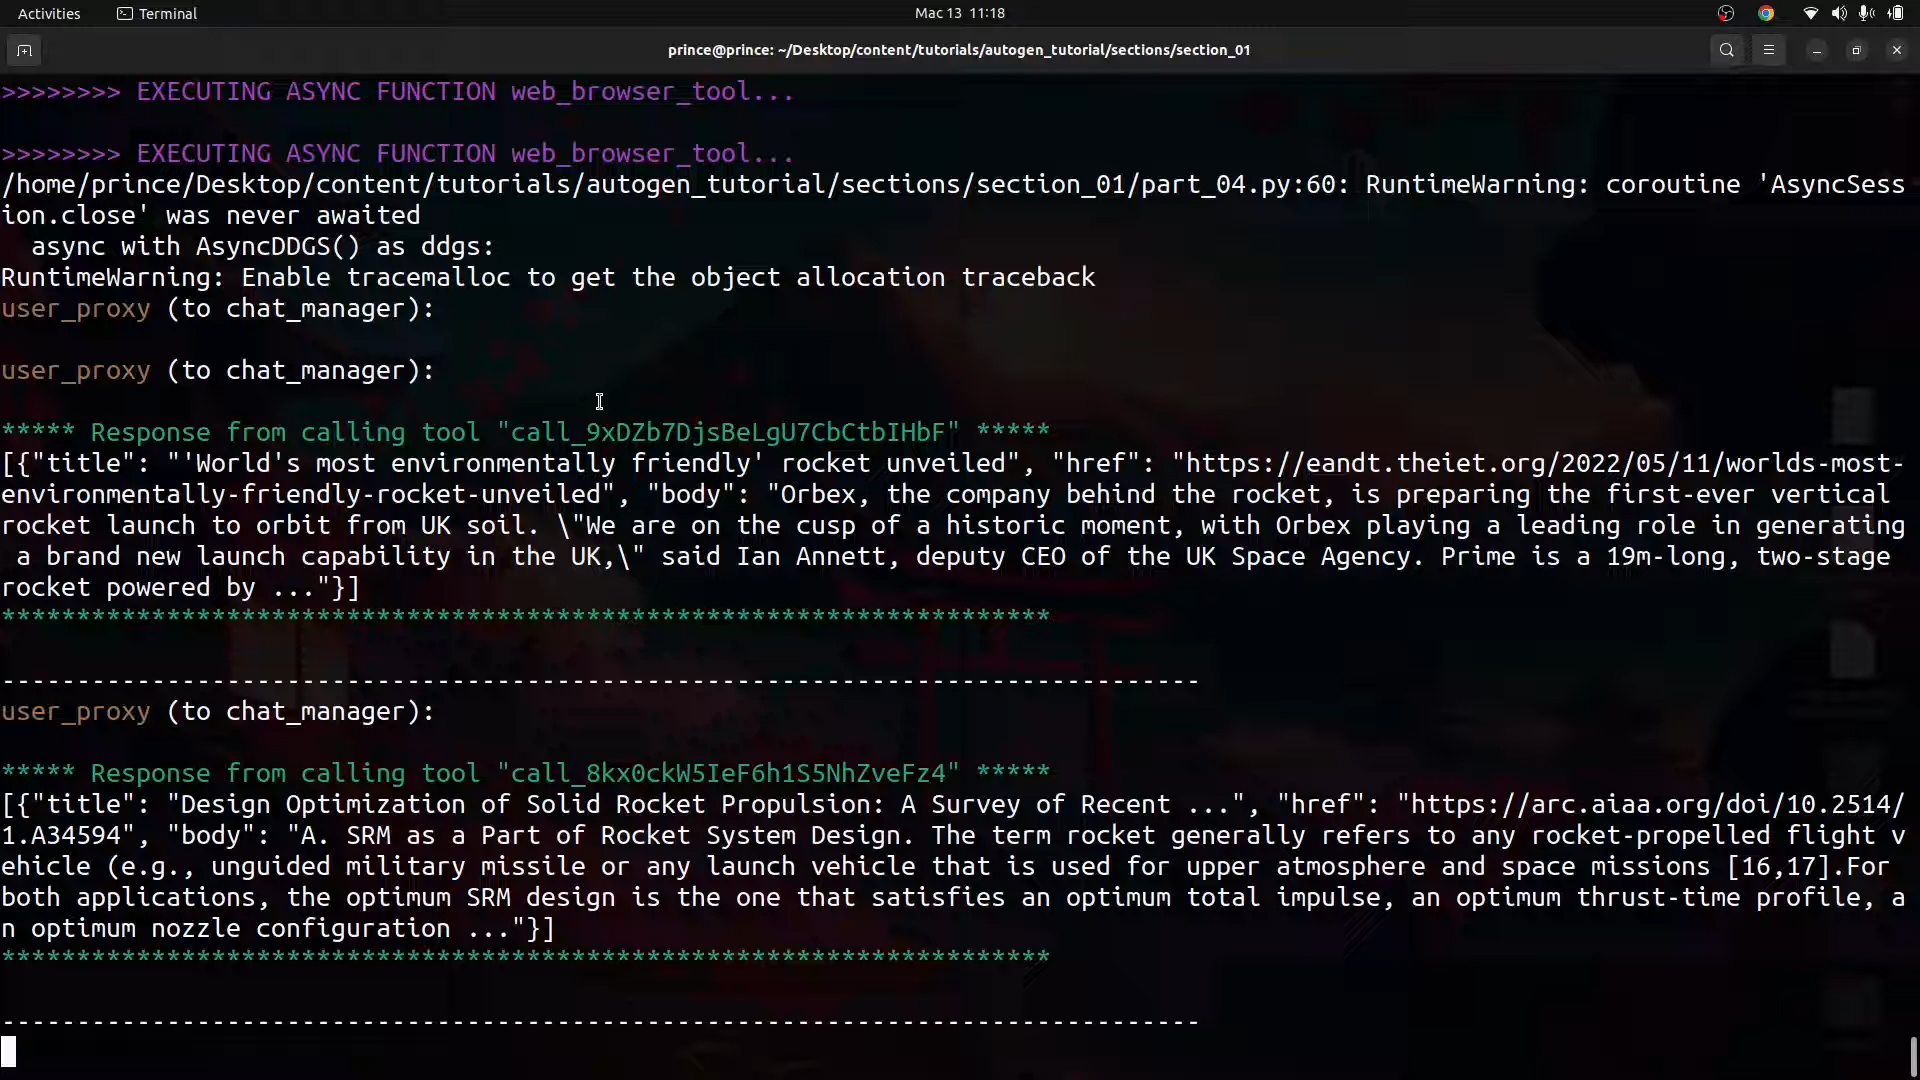 Activities Terminal Mac 13 11:18
prince@prince: ~/Desktop/content/tutorials/autogen_tutorial/sections/section_01
>>>>>>>> EXECUTING ASYNC FUNCTION web_browser_tool...
>>>>>>>> EXECUTING ASYNC FUNCTION web_browser_tool...
/home/prince/Desktop/content/tutorials/autogen_tutorial/sections/section_01/part_04.py:60: RuntimeWarning: coroutine 'AsyncSess
ion.close' was never awaited
  async with AsyncDDGS() as ddgs:
RuntimeWarning: Enable tracemalloc to get the object allocation traceback
user_proxy (to chat_manager):
user_proxy (to chat_manager):
***** Response from calling tool "call_9xDZb7DjsBeLgU7CbCtbIHbF" *****
[{"title": "'World's most environmentally friendly' rocket unveiled", "href": "https://eandt.theiet.org/2022/05/11/worlds-most-
environmentally-friendly-rocket-unveiled", "body": "Orbex, the company behind the rocket, is preparing the first-ever vertical
rocket launch to orbit from UK soil. \"We are on the cusp of a historic moment, with Orbex playing a leading role in generating
 a brand new launch capability in the UK,\" said Ian Annett, deputy CEO of the UK Space Agency. Prime is a 19m-long, two-stage
rocket powered by ..."}]
**********************************************************************
--------------------------------------------------------------------------------
user_proxy (to chat_manager):
***** Response from calling tool "call_8kx0ckW5IeF6h1S5NhZveFz4" *****
[{"title": "Design Optimization of Solid Rocket Propulsion: A Survey of Recent ...", "href": "https://arc.aiaa.org/doi/10.2514/
1.A34594", "body": "A. SRM as a Part of Rocket System Design. The term rocket generally refers to any rocket-propelled flight v
ehicle (e.g., unguided military missile or any launch vehicle that is used for upper atmosphere and space missions [16,17].For
both applications, the optimum SRM design is the one that satisfies an optimum total impulse, an optimum thrust-time profile, a
n optimum nozzle configuration ..."}]
**********************************************************************
--------------------------------------------------------------------------------